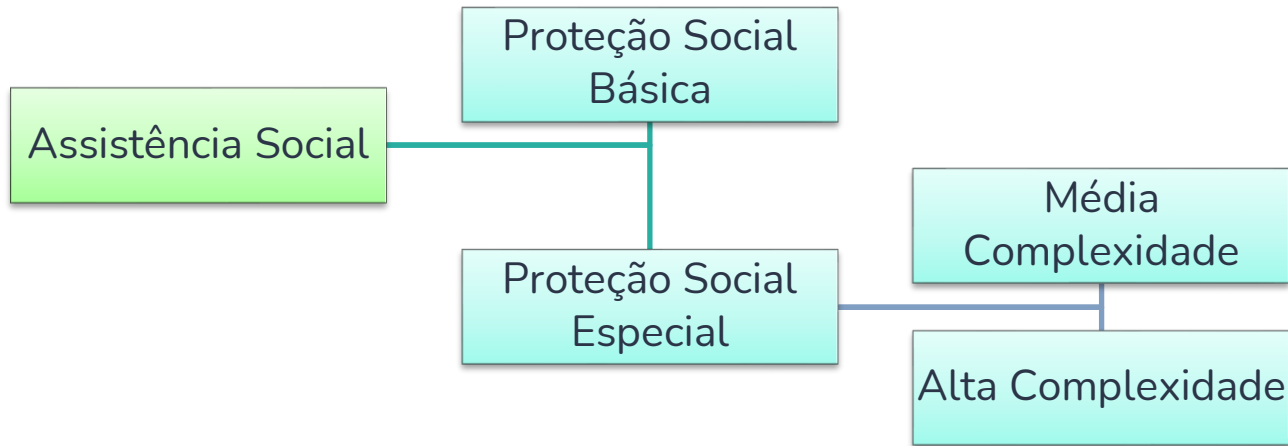 Assistência Social
Proteção Social
Básica
Proteção Social
Especial
Média
Complexidade
Alta Complexidade